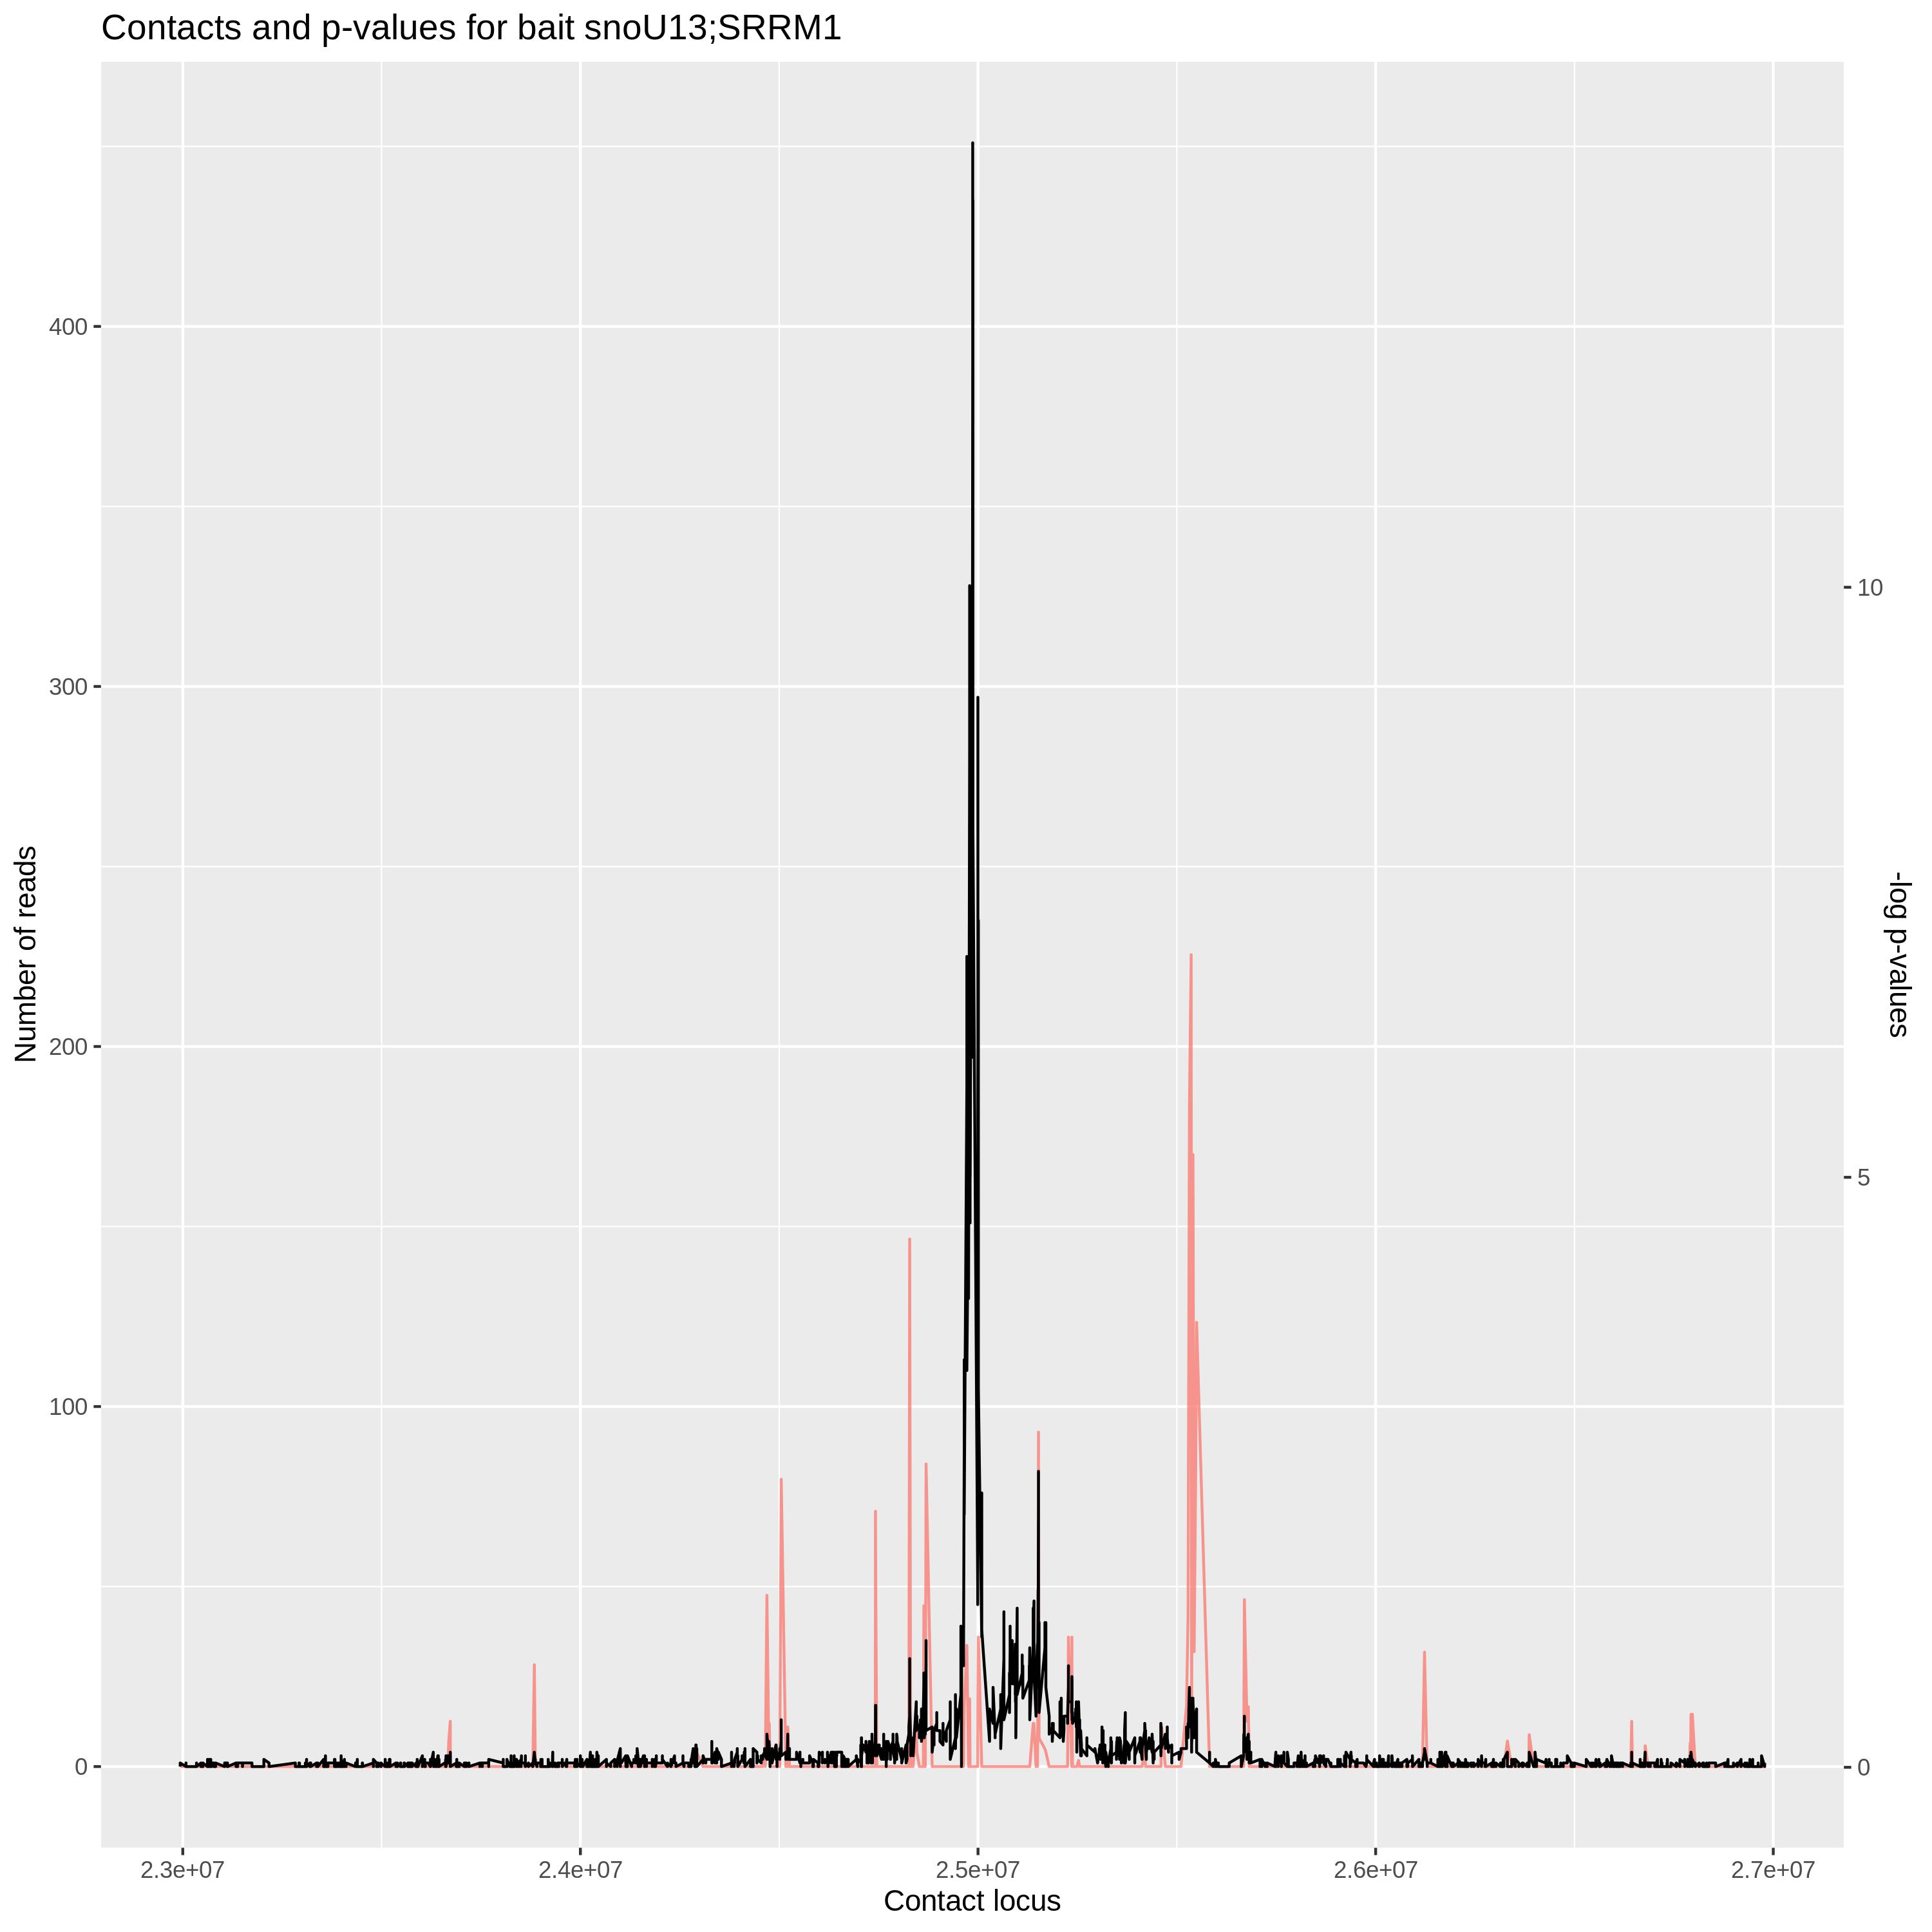 Contacts and p-values for bait snoU13;SRRM1
Number of reads
400
300
200
100
0
10
5
0
-log p-values
2.3e+07
2.4e+07
2.5e+07
2.6e+07
2.7e+07
Contact locus